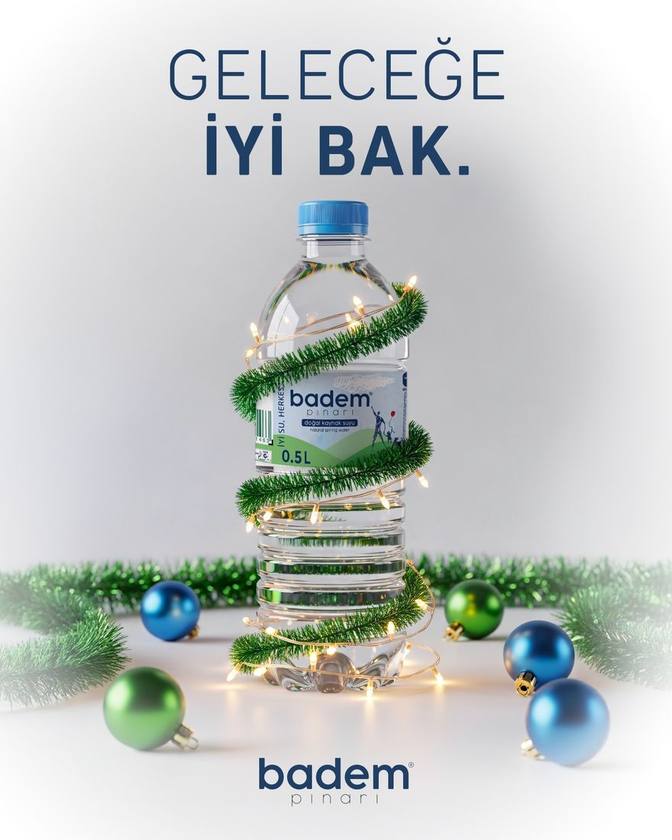 GELECEĞE
İYİ BAK.
İYİ SU, HERKES
badem
pınarı
doğal kaynak suyu
natural spring water
0.5L
badem®
pınarı